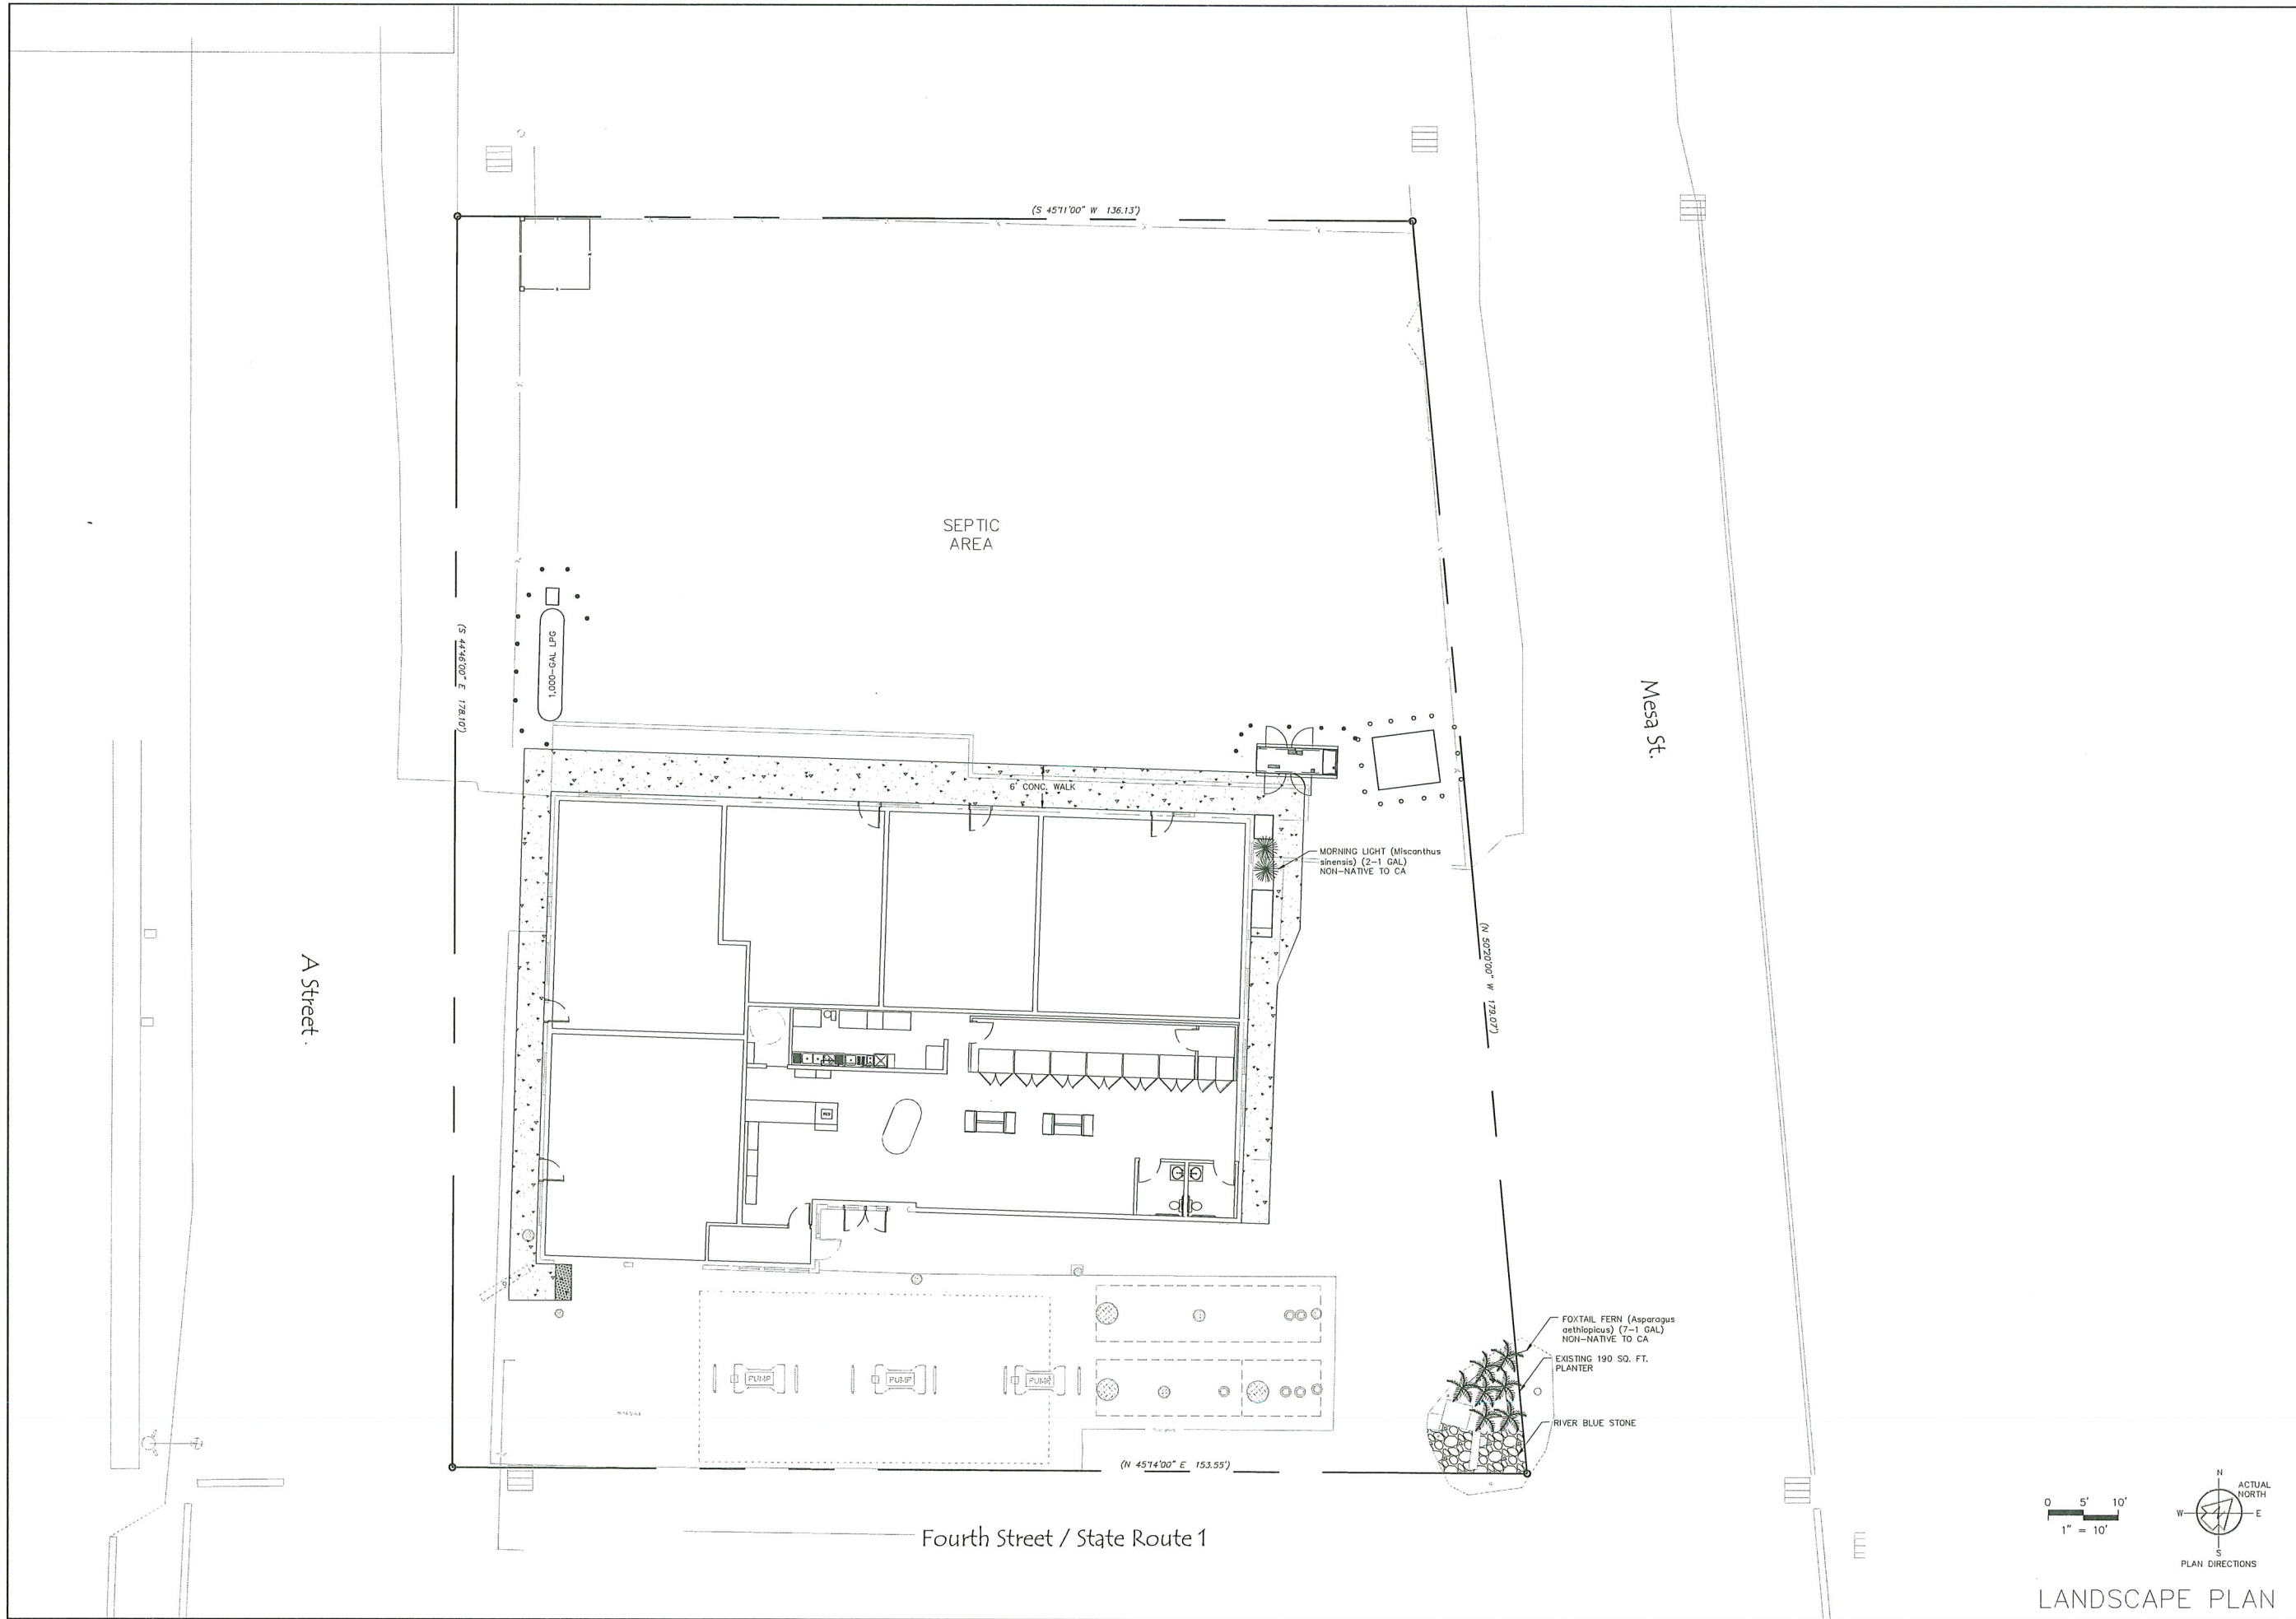 (S 45°11'00" W 136.13')
SEPTIC
AREA
(S 44°46'00" E 178.10')
1,000-GAL LPG
Mesa St.
6' CONC. WALK
MORNING LIGHT (Miscanthus
sinensis) (2-1 GAL)
NON-NATIVE TO CA
(N 50°20'00" W 179.07')
A Street.
FOXTAIL FERN (Asparagus
aethiopicus) (7-1 GAL)
NON-NATIVE TO CA
EXISTING 190 SQ. FT.
PLANTER
PUMP
PUMP
PUMP
RIVER BLUE STONE
(N 45°14'00" E 153.55')
Fourth Street / State Route 1
0 5' 10'
1" = 10'
N
ACTUAL
NORTH
W
E
S
PLAN DIRECTIONS
LANDSCAPE PLAN